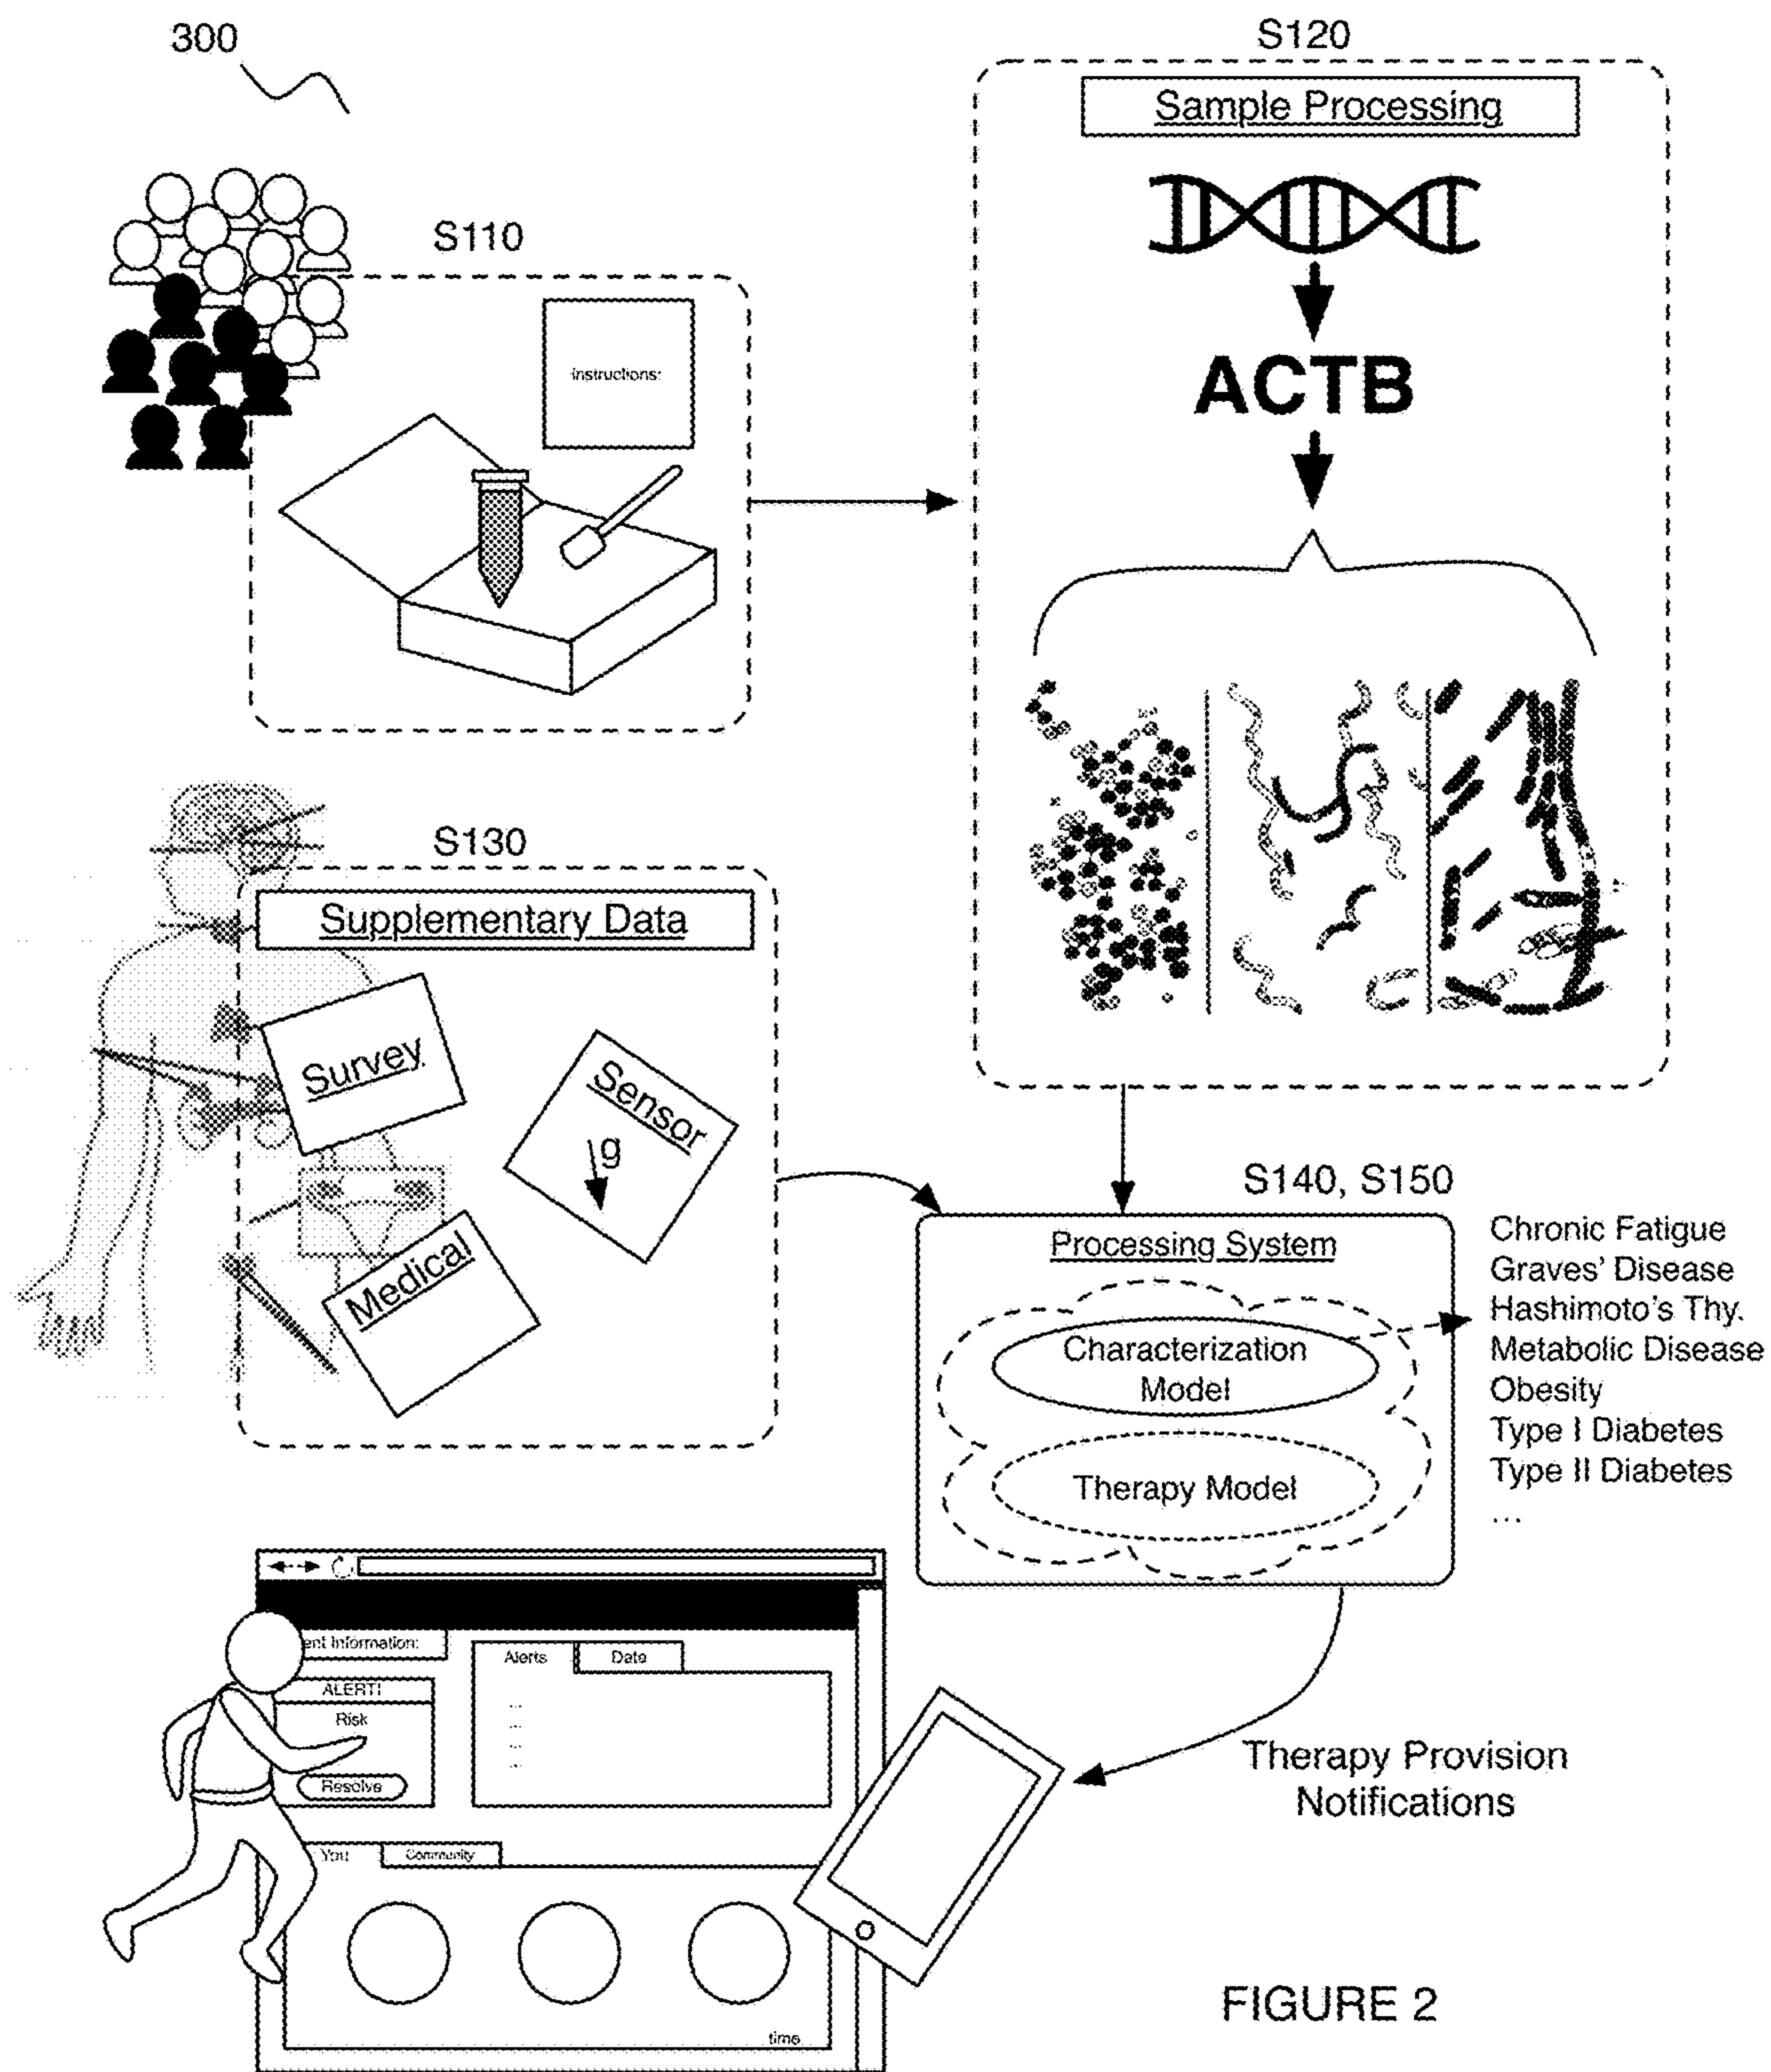 300
S120
Sample Processing
S110
Instructions:
ACTB
S130
Supplementary Data
Survey
Sensor
g
Medical
S140, S150
Processing System
Characterization
Model
Therapy Model
Chronic Fatigue
Graves' Disease
Hashimoto's Thy.
Metabolic Disease
Obesity
Type I Diabetes
Type II Diabetes
...
ent Information:
ALERT!
Risk
Resolve
Alerts
Data
...
...
...
...
You
Community
time
Therapy Provision
Notifications
FIGURE 2